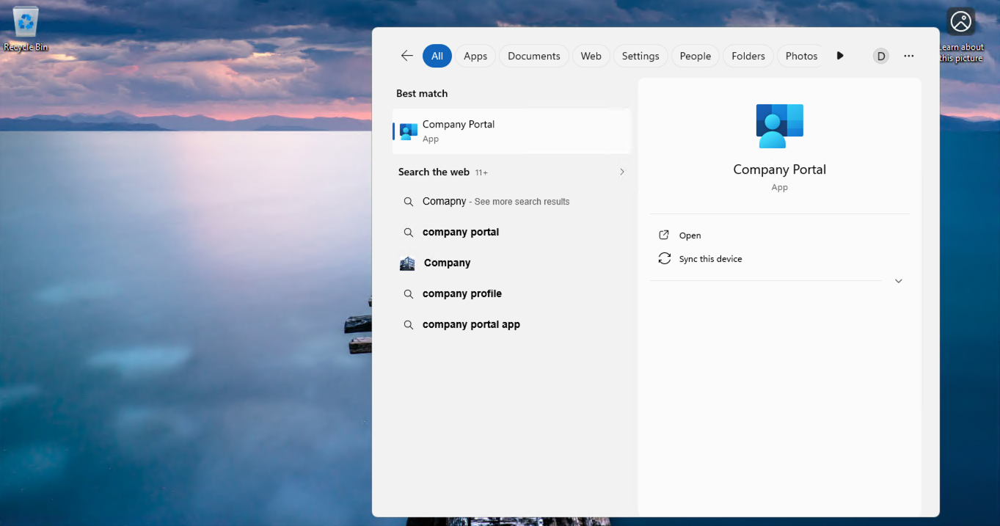 Recycle Bin
All Apps Documents Web Settings People Folders Photos D
earn about
this picture
Best match
Company Portal
App
Search the web 11+
Comapny - See more search results
company portal
Company
company profile
company portal app
Company Portal
App
Open
Sync this device